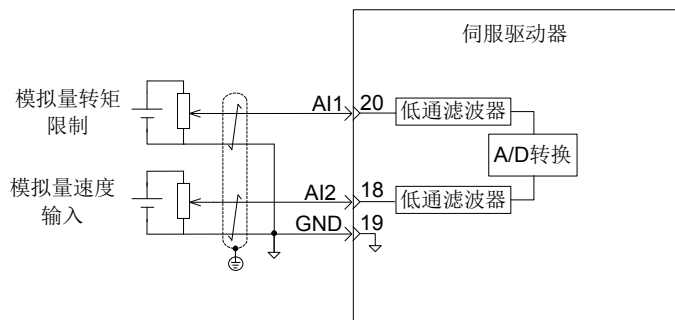 伺服驱动器
模拟量转矩
限制
AI1
20
低通滤波器
A/D转换
模拟量速度
输入
AI2
18
低通滤波器
GND
19